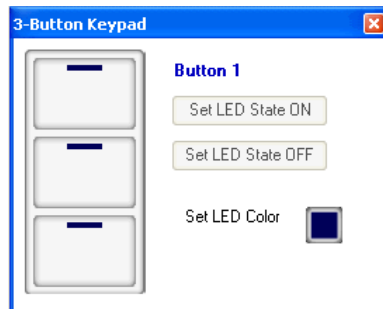 3-Button Keypad
Button 1
Set LED State ON
Set LED State OFF
Set LED Color